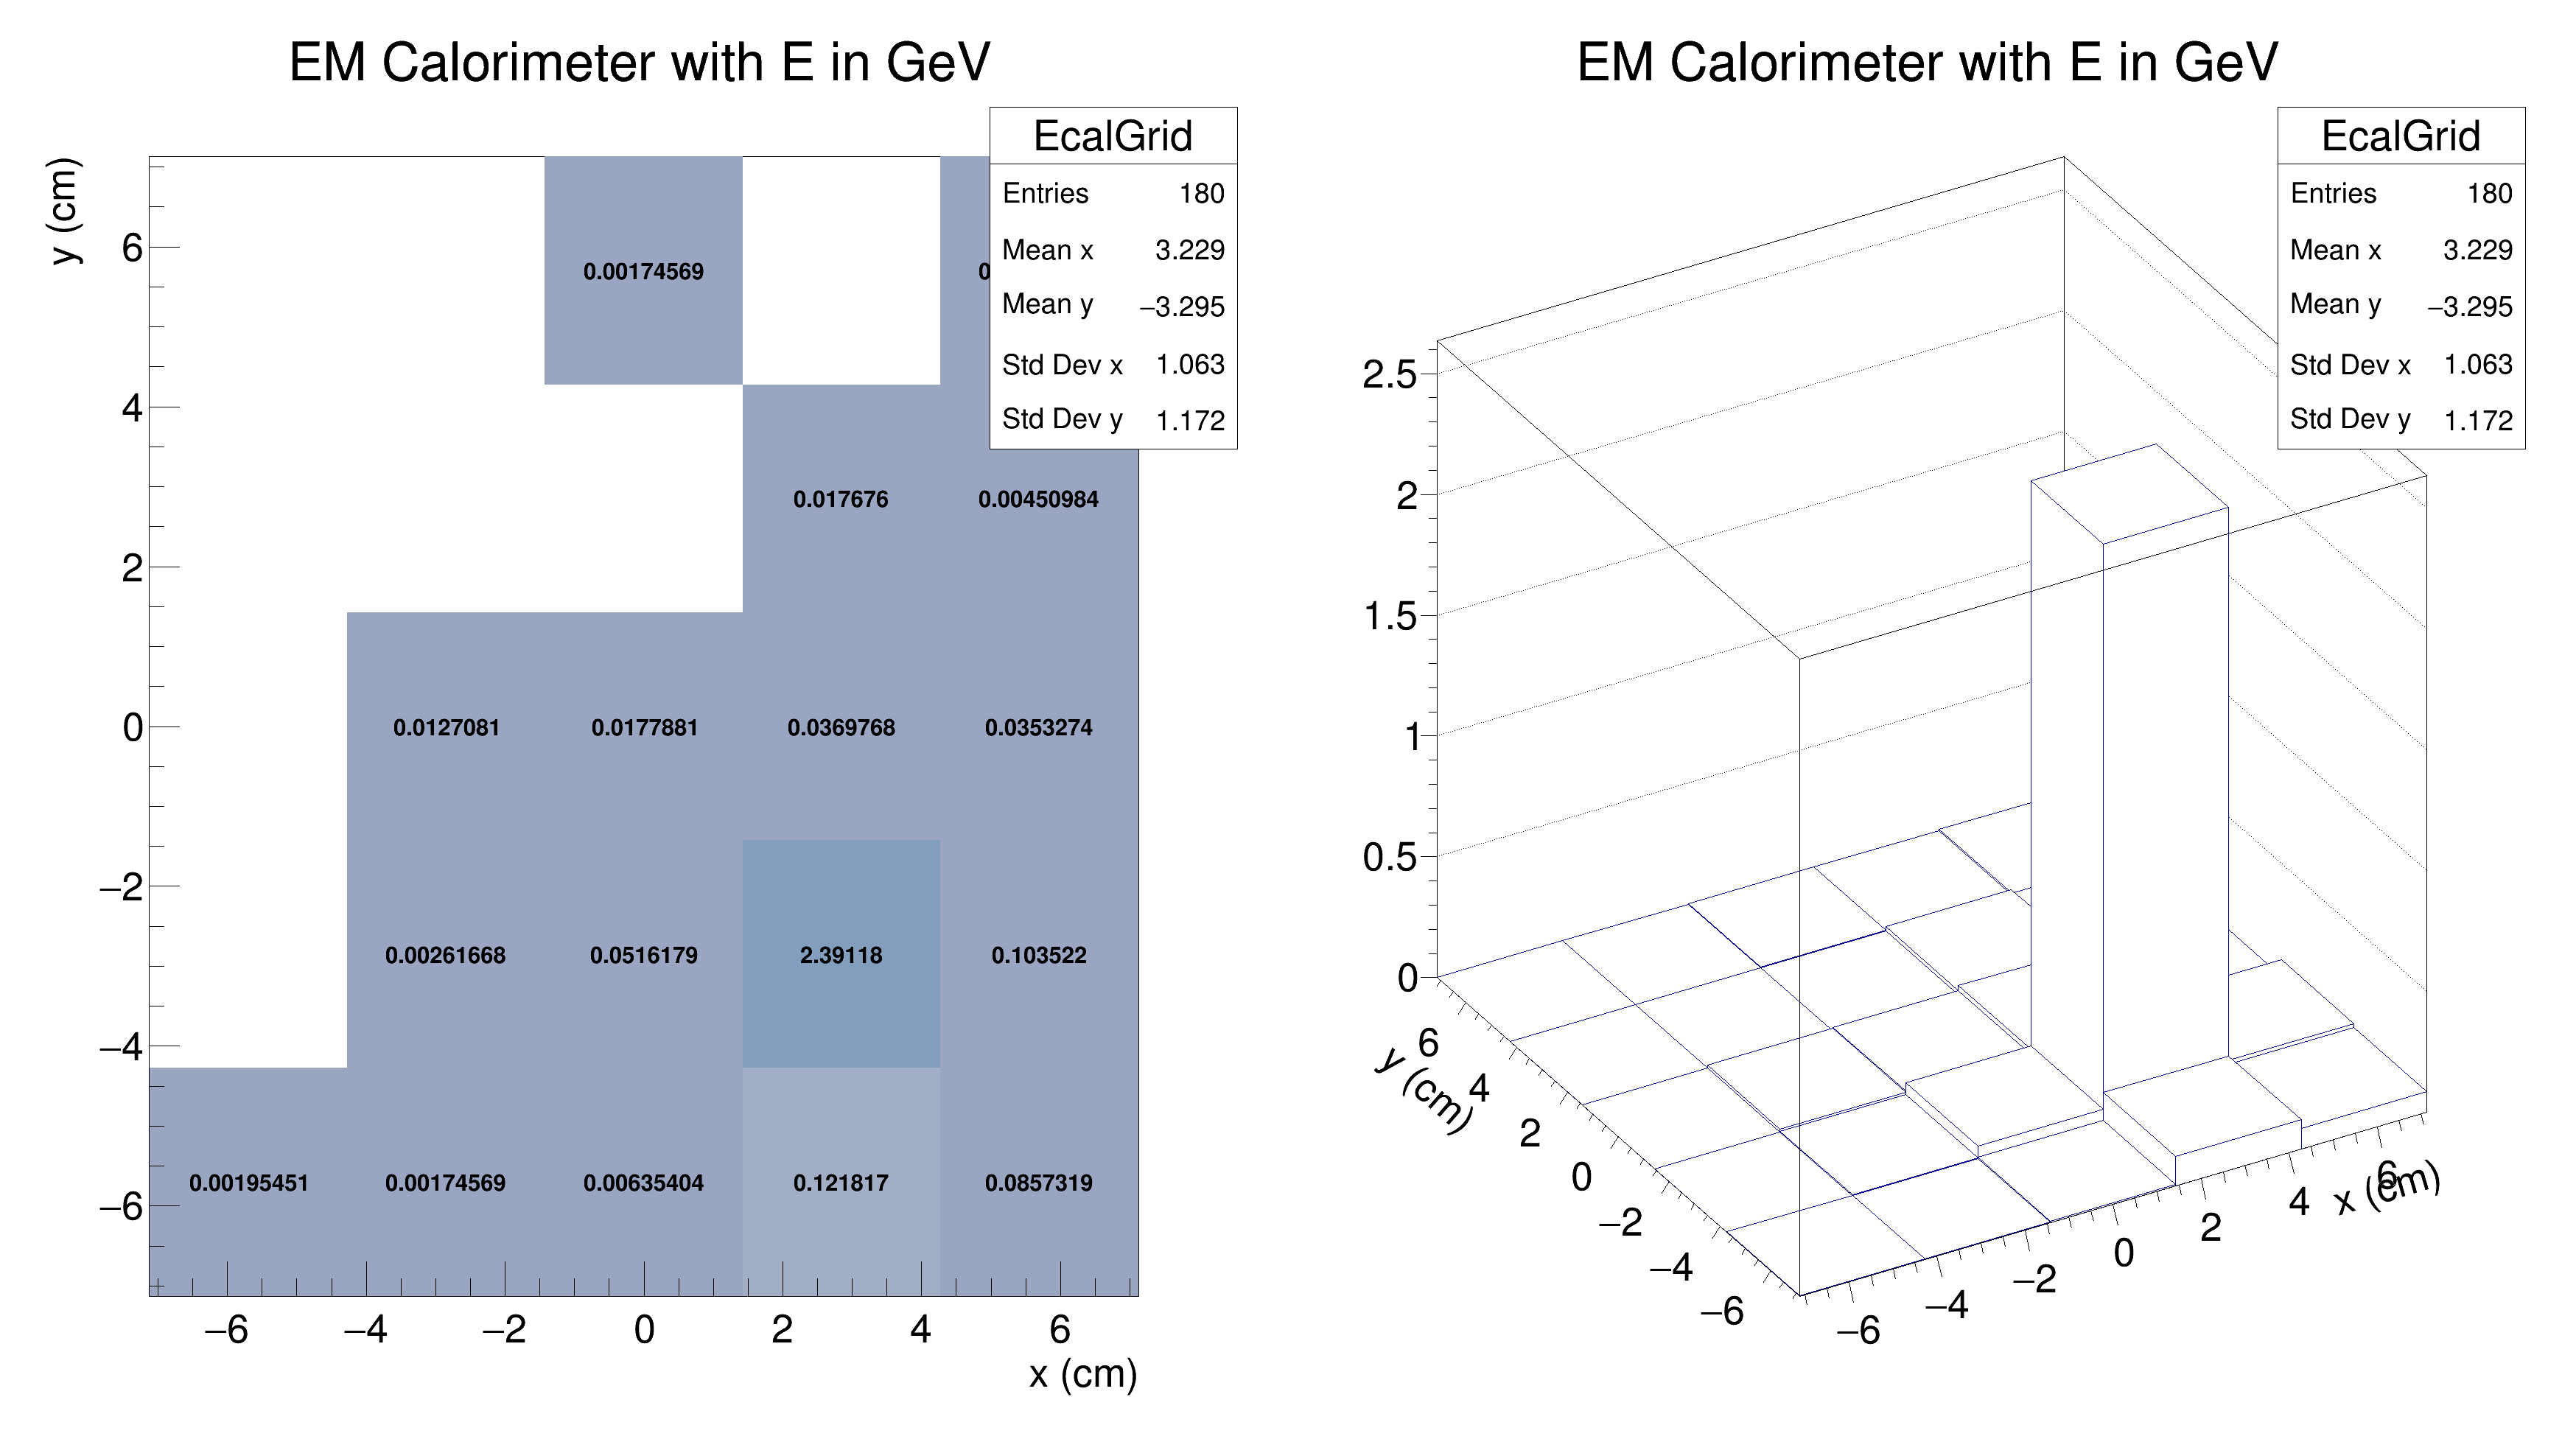 EM Calorimeter with E in GeV
EcalGrid
Entries 180
Mean x 3.229
Mean y −3.295
Std Dev x 1.063
Std Dev y 1.172
y (cm)
6
4
2
0
−2
−4
−6
0.00174569
0.017676 0.00450984
0.0127081 0.0177881 0.0369768 0.0353274
0.00261668 0.0516179 2.39118 0.103522
0.00195451 0.00174569 0.00635404 0.121817 0.0857319
−6 −4 −2 0 2 4 6
x (cm)
EM Calorimeter with E in GeV
EcalGrid
Entries 180
Mean x 3.229
Mean y −3.295
Std Dev x 1.063
Std Dev y 1.172
2.5
2
1.5
1
0.5
0
y (cm)
6
4
2
0
−2
−4
−6
−6 −4 −2 0 2 4 6
x (cm)